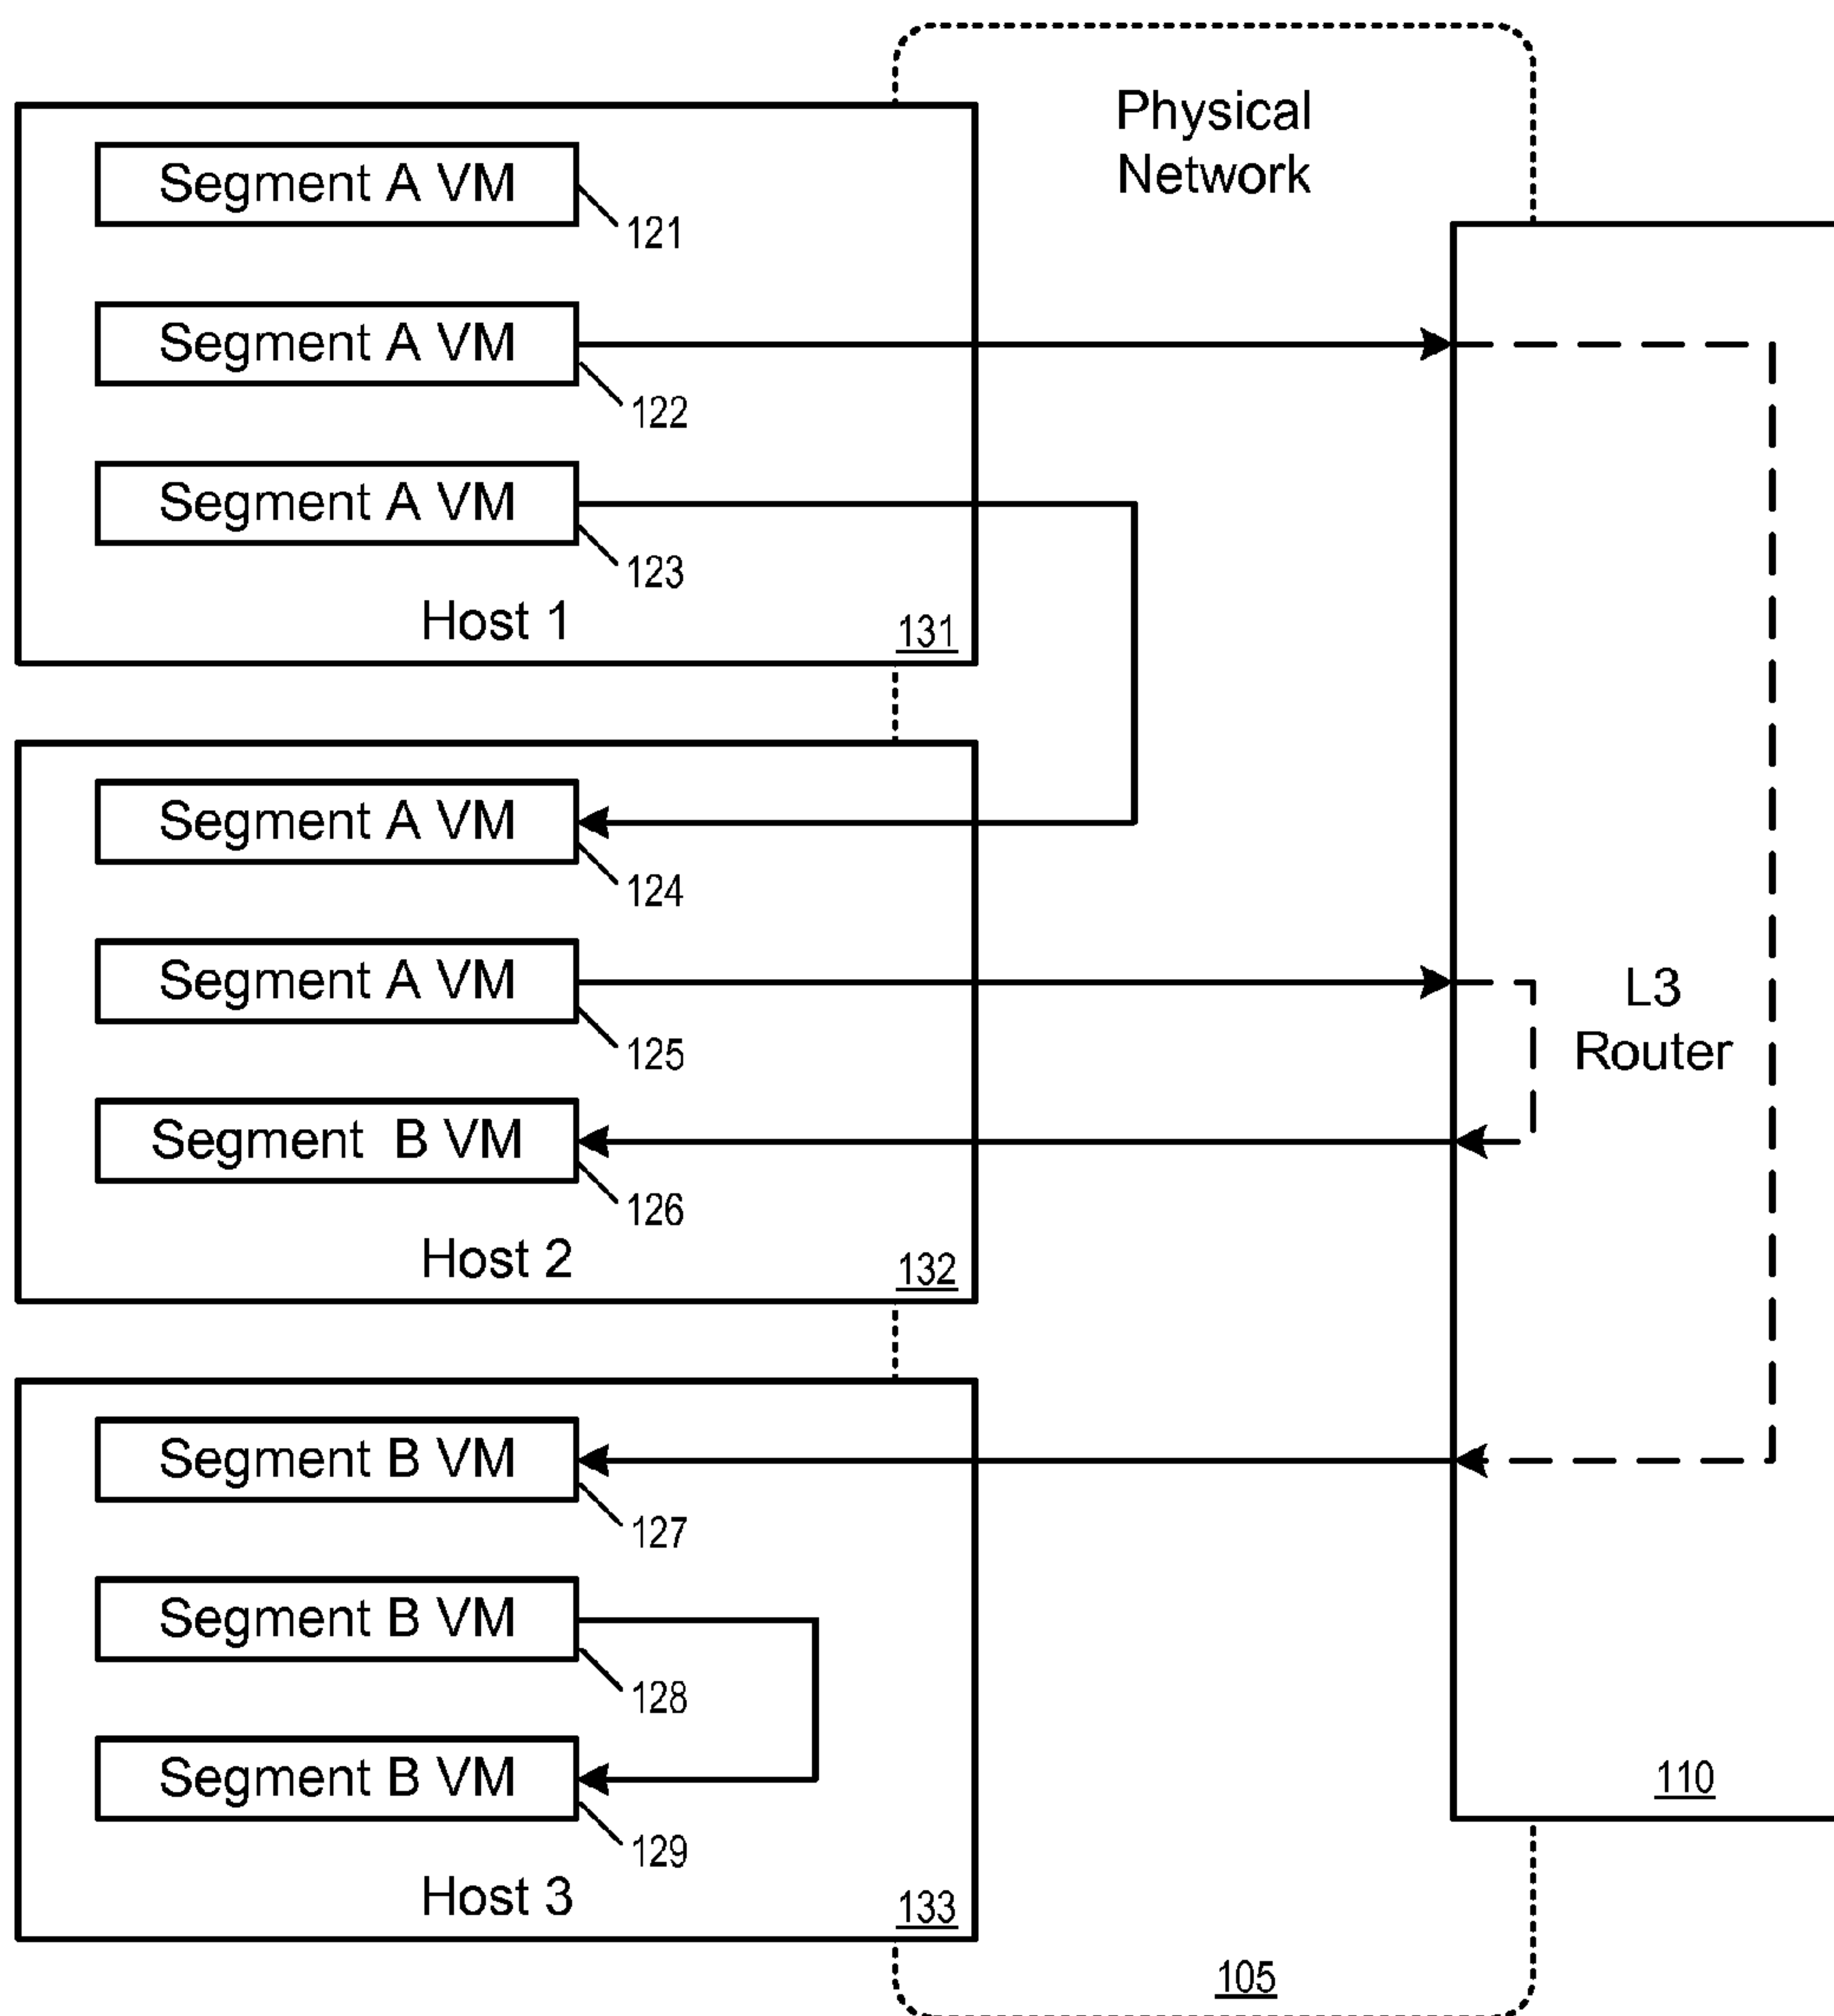 Physical
Network
Segment A VM
121
Segment A VM
122
Segment A VM
123
Host 1
131
Segment A VM
124
Segment A VM
125
Segment  B VM
126
Host 2
132
L3
Router
Segment B VM
127
Segment B VM
128
Segment B VM
129
Host 3
133
110
105